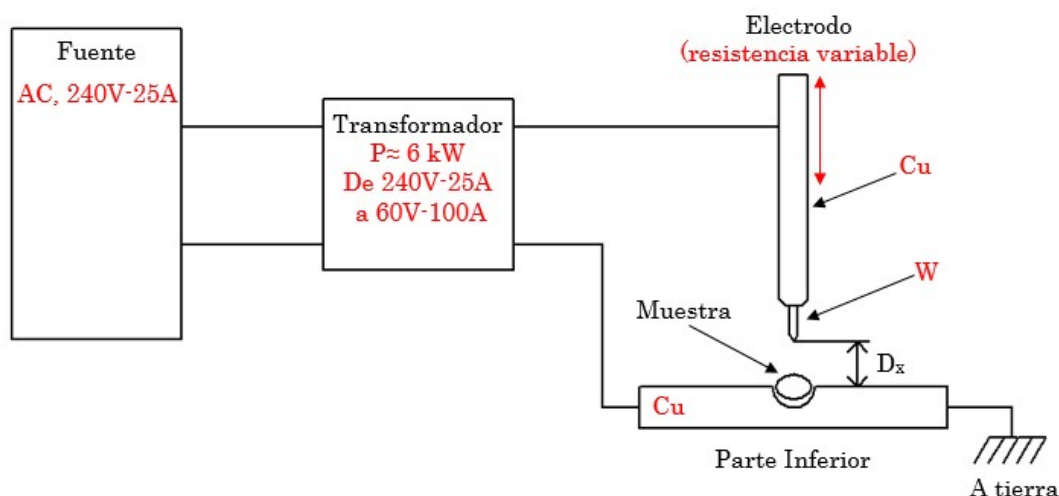 Fuente
AC, 240V-25A
Transformador
P≈ 6 kW
De 240V-25A
a 60V-100A
Electrodo
(resistencia variable)
Cu
W
Muestra
Dₓ
Cu
Parte Inferior
A tierra